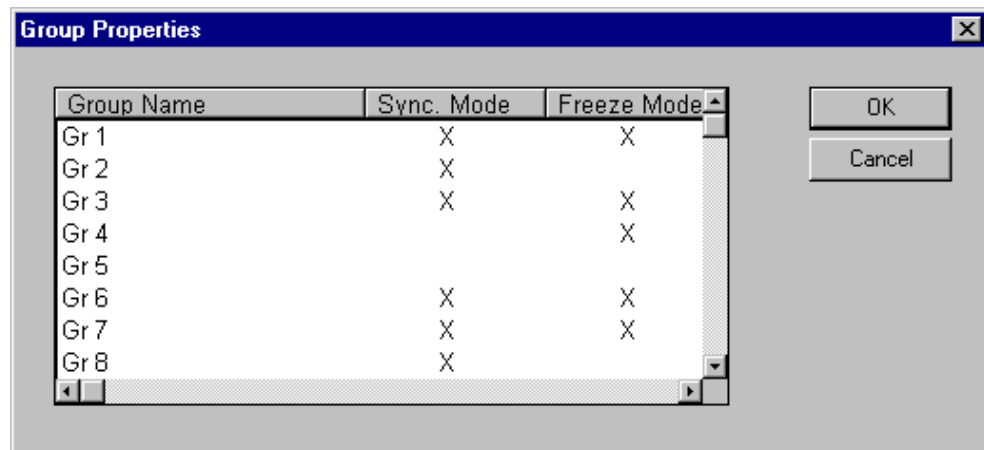 Group Properties
Group Name Sync. Mode Freeze Mode
Gr 1 X X
Gr 2 X
Gr 3 X X
Gr 4 X
Gr 5
Gr 6 X X
Gr 7 X X
Gr 8 X
OK
Cancel